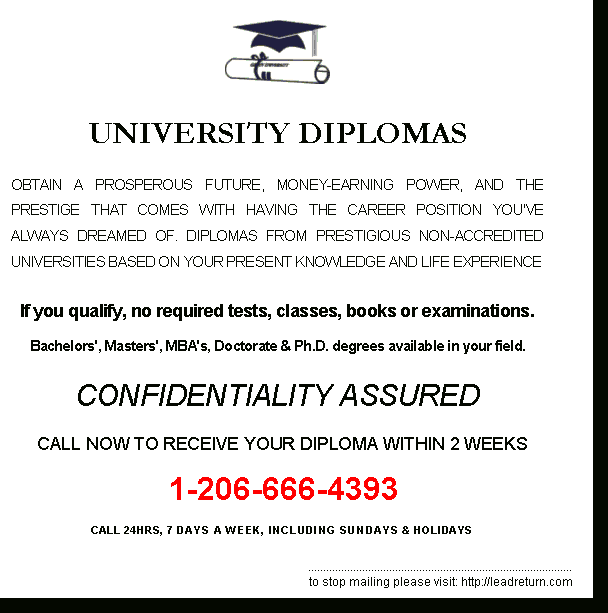 UNIVERSITY DIPLOMAS
OBTAIN A PROSPEROUS FUTURE, MONEY-EARNING POWER, AND THE
PRESTIGE THAT COMES WITH HAVING THE CAREER POSITION YOU'VE
ALWAYS DREAMED OF. DIPLOMAS FROM PRESTIGIOUS NON-ACCREDITED
UNIVERSITIES BASED ON YOUR PRESENT KNOWLEDGE AND LIFE EXPERIENCE
If you qualify, no required tests, classes, books or examinations.
Bachelors', Masters', MBA's, Doctorate & Ph.D. degrees available in your field.
CONFIDENTIALITY ASSURED
CALL NOW TO RECEIVE YOUR DIPLOMA WITHIN 2 WEEKS
1-206-666-4393
CALL 24HRS, 7 DAYS A WEEK, INCLUDING SUNDAYS & HOLIDAYS
to stop mailing please visit: http://leadreturn.com